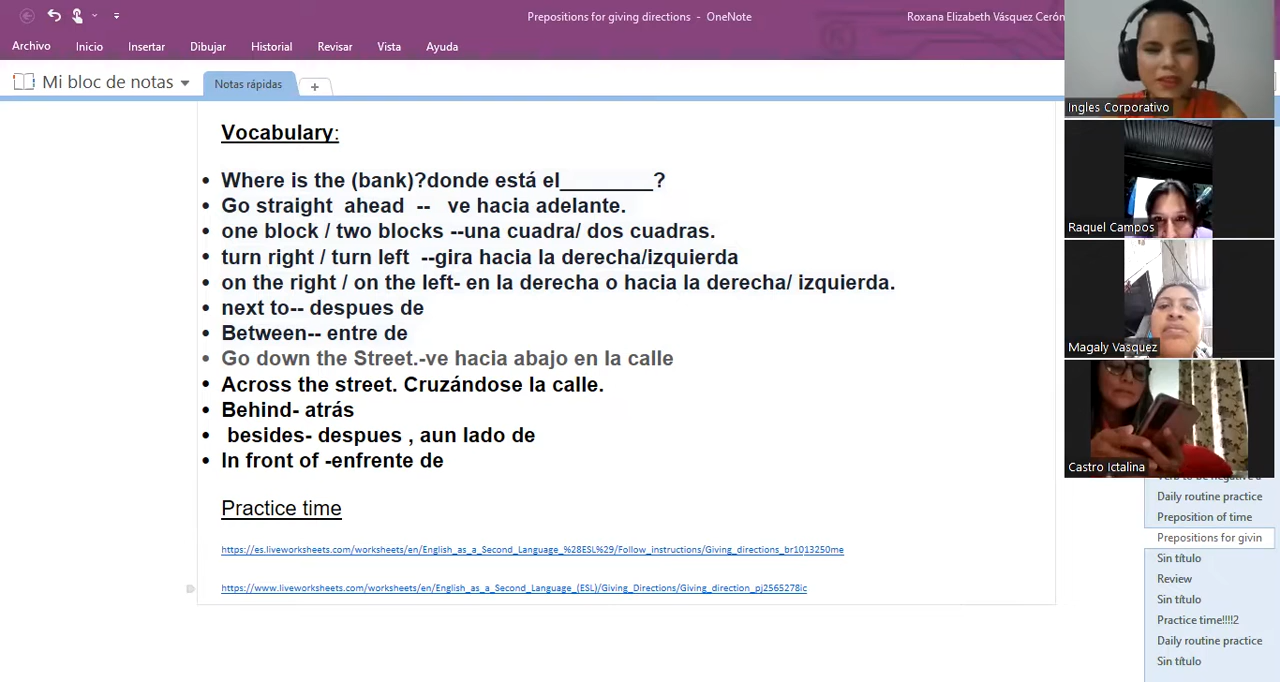 Prepositions for giving directions - OneNote
Roxana Elizabeth Vásquez Cerón
Archivo Inicio Insertar Dibujar Historial Revisar Vista Ayuda
Mi bloc de notas
Notas rápidas
+
Vocabulary:
• Where is the (bank)?donde está el________?
• Go straight ahead -- ve hacia adelante.
• one block / two blocks --una cuadra/ dos cuadras.
• turn right / turn left --gira hacia la derecha/izquierda
• on the right / on the left- en la derecha o hacia la derecha/ izquierda.
• next to-- despues de
• Between-- entre de
• Go down the Street.-ve hacia abajo en la calle
• Across the street. Cruzándose la calle.
• Behind- atrás
• besides- despues , aun lado de
• In front of -enfrente de
Practice time
https://es.liveworksheets.com/worksheets/en/English_as_a_Second_Language_%28ESL%29/Follow_instructions/Giving_directions_br1013250me
https://www.liveworksheets.com/worksheets/en/English_as_a_Second_Language_(ESL)/Giving_Directions/Giving_direction_pj2565278ic
Ingles Corporativo
Raquel Campos
Magaly Vasquez
Castro Ictalina
Daily routine practice
Preposition of time
Prepositions for givin
Sin título
Review
Sin título
Practice time!!!!2
Daily routine practice
Sin título